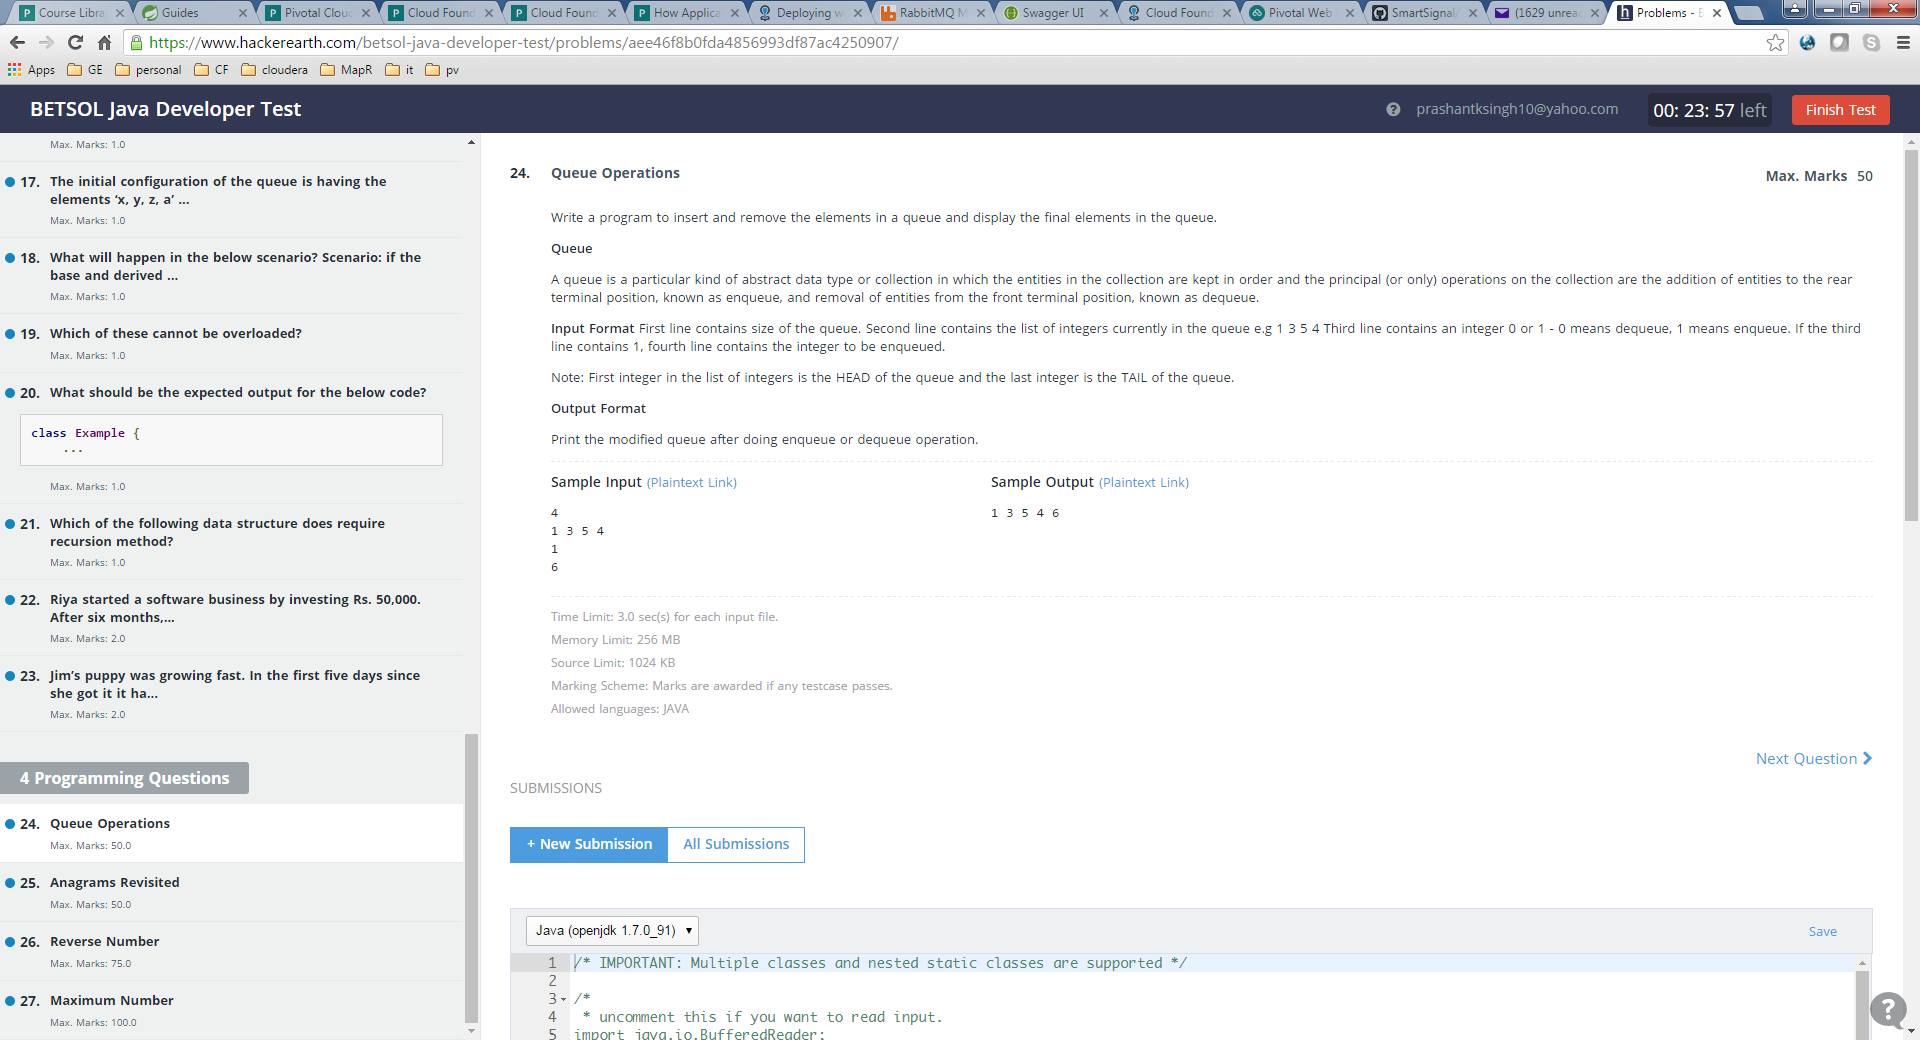 Course Libra
Guides
Pivotal Clou
Cloud Found
Cloud Found
How Applica
Deploying w
RabbitMQ M
Swagger UI
Cloud Found
Pivotal Web
SmartSignal/
(1629 unrea
Problems - B
https://www.hackerearth.com/betsol-java-developer-test/problems/aee46f8b0fda4856993df87ac4250907/
Apps GE personal CF cloudera MapR it pv
BETSOL Java Developer Test
prashantksingh10@yahoo.com
00: 23: 57 left
Finish Test
Max. Marks: 1.0
17. The initial configuration of the queue is having the
elements ‘x, y, z, a’ ...
Max. Marks: 1.0
18. What will happen in the below scenario? Scenario: if the
base and derived ...
Max. Marks: 1.0
19. Which of these cannot be overloaded?
Max. Marks: 1.0
20. What should be the expected output for the below code?
class Example {
...
Max. Marks: 1.0
21. Which of the following data structure does require
recursion method?
Max. Marks: 1.0
22. Riya started a software business by investing Rs. 50,000.
After six months,...
Max. Marks: 2.0
23. Jim’s puppy was growing fast. In the first five days since
she got it it ha...
Max. Marks: 2.0
4 Programming Questions
24. Queue Operations
Max. Marks: 50.0
25. Anagrams Revisited
Max. Marks: 50.0
26. Reverse Number
Max. Marks: 75.0
27. Maximum Number
Max. Marks: 100.0
24. Queue Operations
Max. Marks 50
Write a program to insert and remove the elements in a queue and display the final elements in the queue.
Queue
A queue is a particular kind of abstract data type or collection in which the entities in the collection are kept in order and the principal (or only) operations on the collection are the addition of entities to the rear
terminal position, known as enqueue, and removal of entities from the front terminal position, known as dequeue.
Input Format First line contains size of the queue. Second line contains the list of integers currently in the queue e.g 1 3 5 4 Third line contains an integer 0 or 1 - 0 means dequeue, 1 means enqueue. If the third
line contains 1, fourth line contains the integer to be enqueued.
Note: First integer in the list of integers is the HEAD of the queue and the last integer is the TAIL of the queue.
Output Format
Print the modified queue after doing enqueue or dequeue operation.
Sample Input (Plaintext Link)
4
1 3 5 4
1
6
Sample Output (Plaintext Link)
1 3 5 4 6
Time Limit: 3.0 sec(s) for each input file.
Memory Limit: 256 MB
Source Limit: 1024 KB
Marking Scheme: Marks are awarded if any testcase passes.
Allowed languages: JAVA
Next Question
SUBMISSIONS
+ New Submission
All Submissions
Java (openjdk 1.7.0_91)
Save
1 /* IMPORTANT: Multiple classes and nested static classes are supported */
2
3 /*
4 * uncomment this if you want to read input.
5 import java.io.BufferedReader;